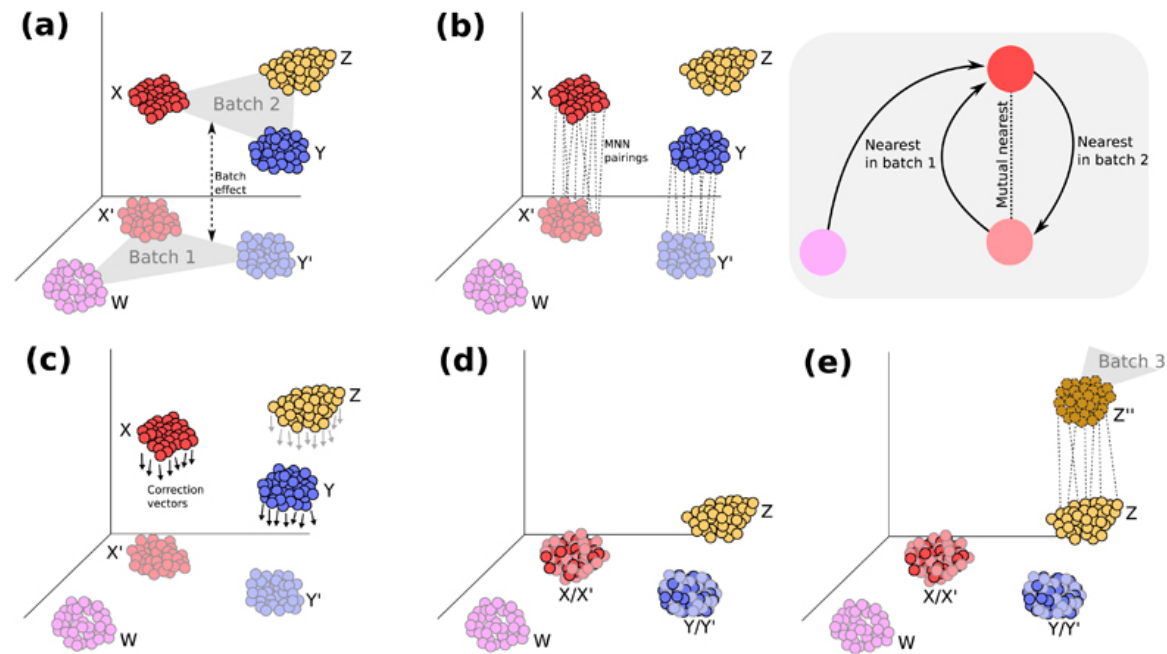 (a)
Z
X
Batch 2
Y
Batch
effect
X'
Batch 1
Y'
W
(b)
Z
X
MNN
pairings
Y
X'
Y'
W
Nearest
in batch 1
Mutual nearest
Nearest
in batch 2
(c)
Z
X
Y
Correction
vectors
X'
Y'
W
(d)
Z
X/X'
Y/Y'
W
(e)
Batch 3
Z''
Z
X/X'
Y/Y'
W